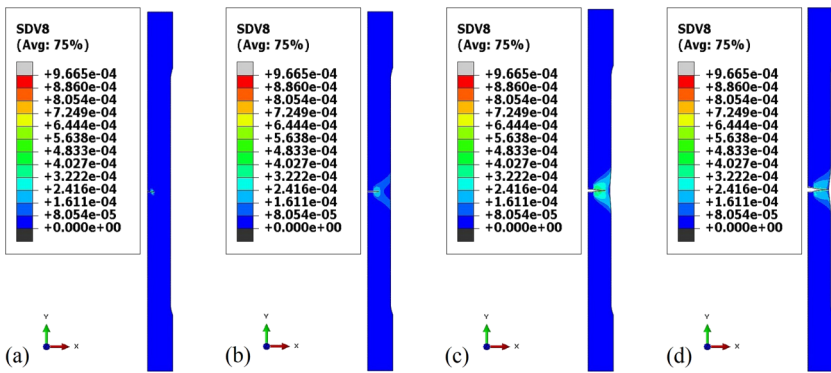 SDV8
(Avg: 75%)
+9.665e-04
+8.860e-04
+8.054e-04
+7.249e-04
+6.444e-04
+5.638e-04
+4.833e-04
+4.027e-04
+3.222e-04
+2.416e-04
+1.611e-04
+8.054e-05
+0.000e+00
Y
X
(a)
SDV8
(Avg: 75%)
+9.665e-04
+8.860e-04
+8.054e-04
+7.249e-04
+6.444e-04
+5.638e-04
+4.833e-04
+4.027e-04
+3.222e-04
+2.416e-04
+1.611e-04
+8.054e-05
+0.000e+00
Y
X
(b)
SDV8
(Avg: 75%)
+9.665e-04
+8.860e-04
+8.054e-04
+7.249e-04
+6.444e-04
+5.638e-04
+4.833e-04
+4.027e-04
+3.222e-04
+2.416e-04
+1.611e-04
+8.054e-05
+0.000e+00
Y
X
(c)
SDV8
(Avg: 75%)
+9.665e-04
+8.860e-04
+8.054e-04
+7.249e-04
+6.444e-04
+5.638e-04
+4.833e-04
+4.027e-04
+3.222e-04
+2.416e-04
+1.611e-04
+8.054e-05
+0.000e+00
Y
X
(d)